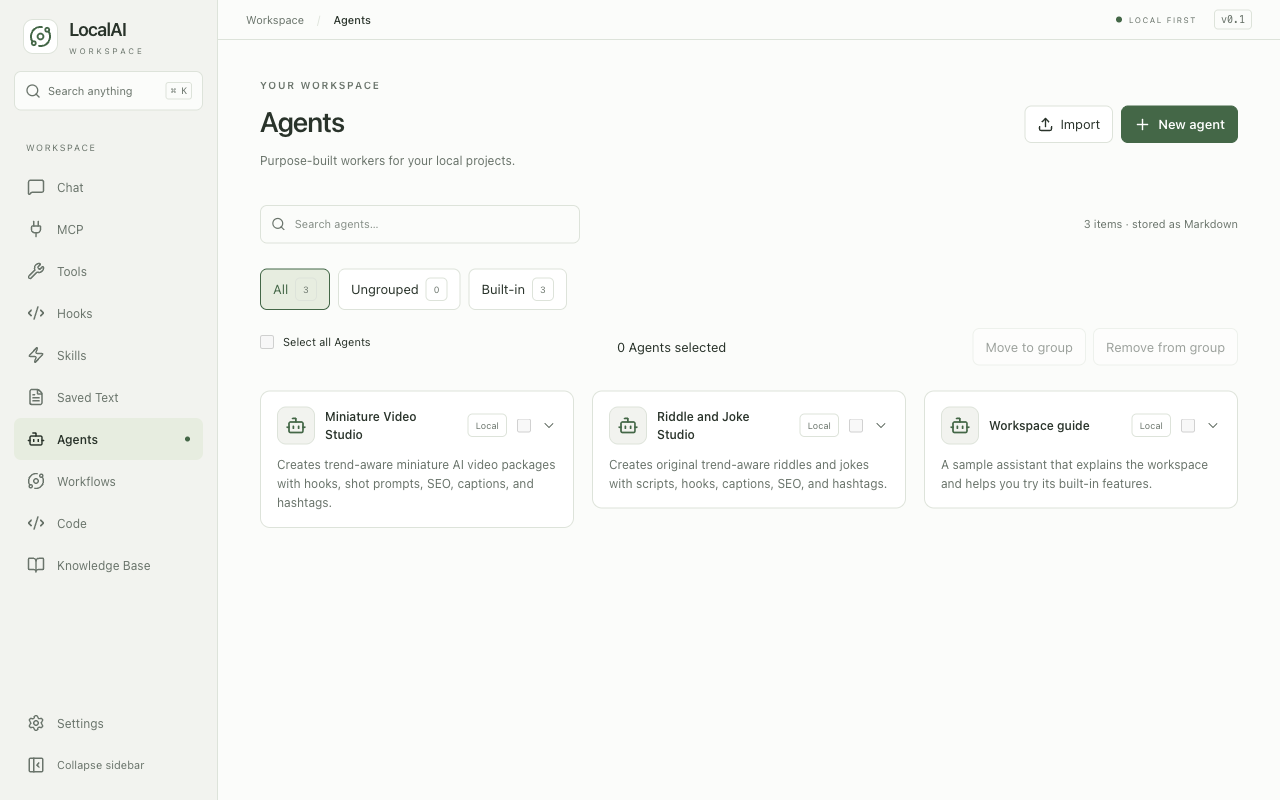 LocalAI
WORKSPACE
Search anything
⌘ K
WORKSPACE
Chat
MCP
Tools
Hooks
Skills
Saved Text
Agents
Workflows
Code
Knowledge Base
Settings
Collapse sidebar
Workspace / Agents
LOCAL FIRST
v0.1
YOUR WORKSPACE
Agents
Purpose-built workers for your local projects.
Import
New agent
Search agents...
3 items · stored as Markdown
All 3
Ungrouped 0
Built-in 3
Select all Agents
0 Agents selected
Move to group
Remove from group
Miniature Video
Studio
Local
Creates trend-aware miniature AI video packages
with hooks, shot prompts, SEO, captions, and
hashtags.
Riddle and Joke
Studio
Local
Creates original trend-aware riddles and jokes
with scripts, hooks, captions, SEO, and hashtags.
Workspace guide
Local
A sample assistant that explains the workspace
and helps you try its built-in features.